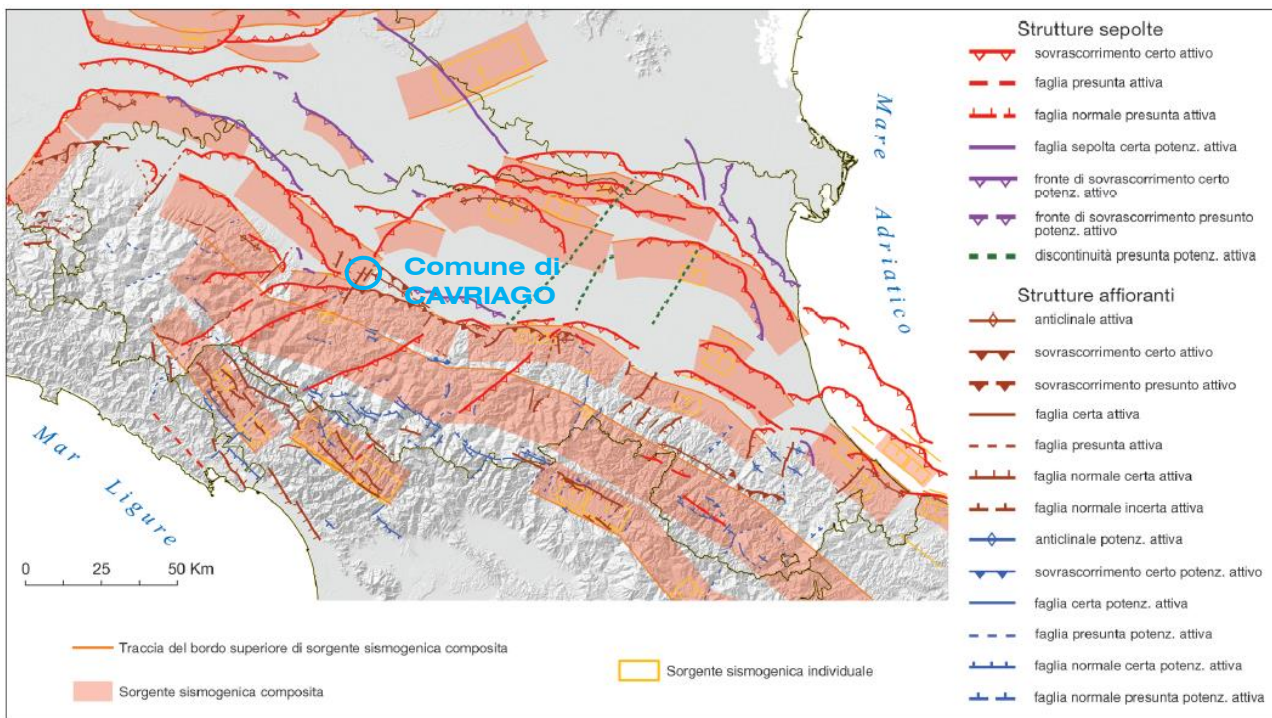 Comune di
CAVRIAGO
Mare
Adriatico
Mar
Ligure
0 25 50 Km
Traccia del bordo superiore di sorgente sismogenica composita
Sorgente sismogenica composita
Sorgente sismogenica individuale
Strutture sepolte
sovrascorrimento certo attivo
faglia presunta attiva
faglia normale presunta attiva
faglia sepolta certa potenz. attiva
fronte di sovrascorrimento certo
potenz. attivo
fronte di sovrascorrimento presunto
potenz. attivo
discontinuità presunta potenz. attiva
Strutture affioranti
anticlinale attiva
sovrascorrimento certo attivo
sovrascorrimento presunto attivo
faglia certa attiva
faglia presunta attiva
faglia normale certa attiva
faglia normale incerta attiva
anticlinale potenz. attiva
sovrascorrimento certo potenz. attivo
faglia certa potenz. attiva
faglia presunta potenz. attiva
faglia normale certa potenz. attiva
faglia normale presunta potenz. attiva